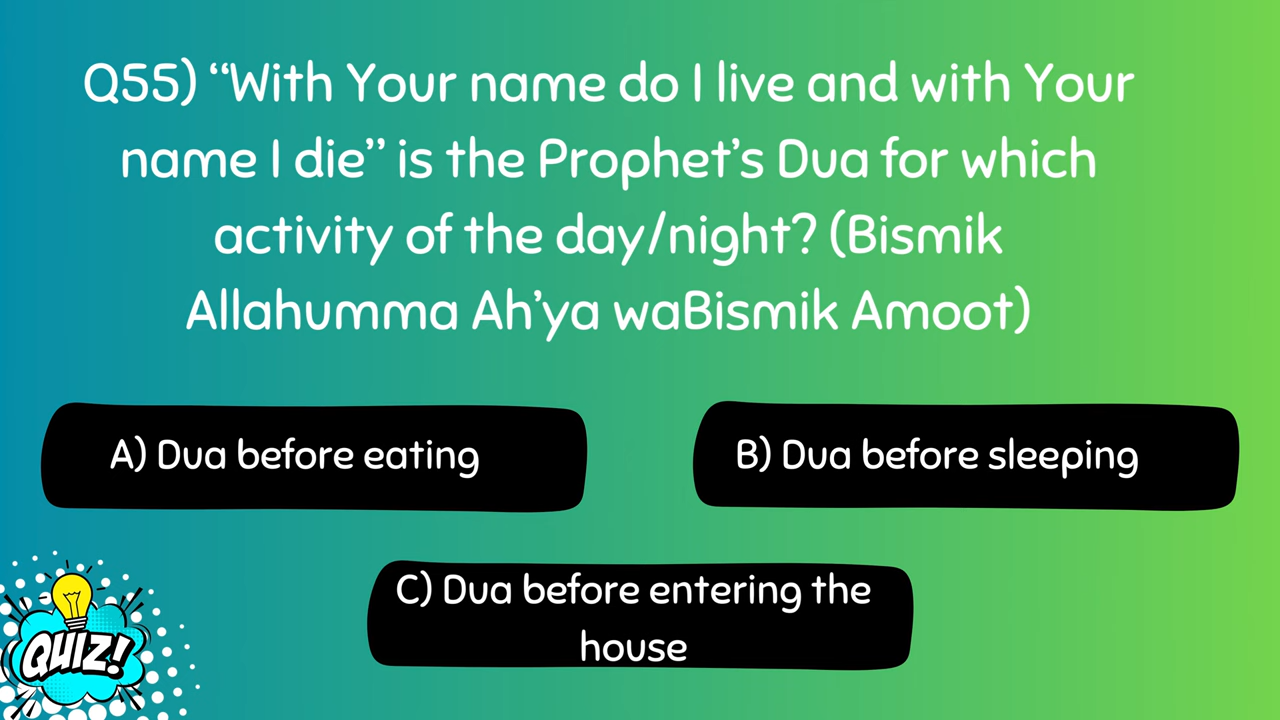 Q55) “With Your name do I live and with Your
name I die” is the Prophet’s Dua for which
activity of the day/night? (Bismik
Allahumma Ah’ya waBismik Amoot)
A) Dua before eating
B) Dua before sleeping
C) Dua before entering the
house
QUIZ!